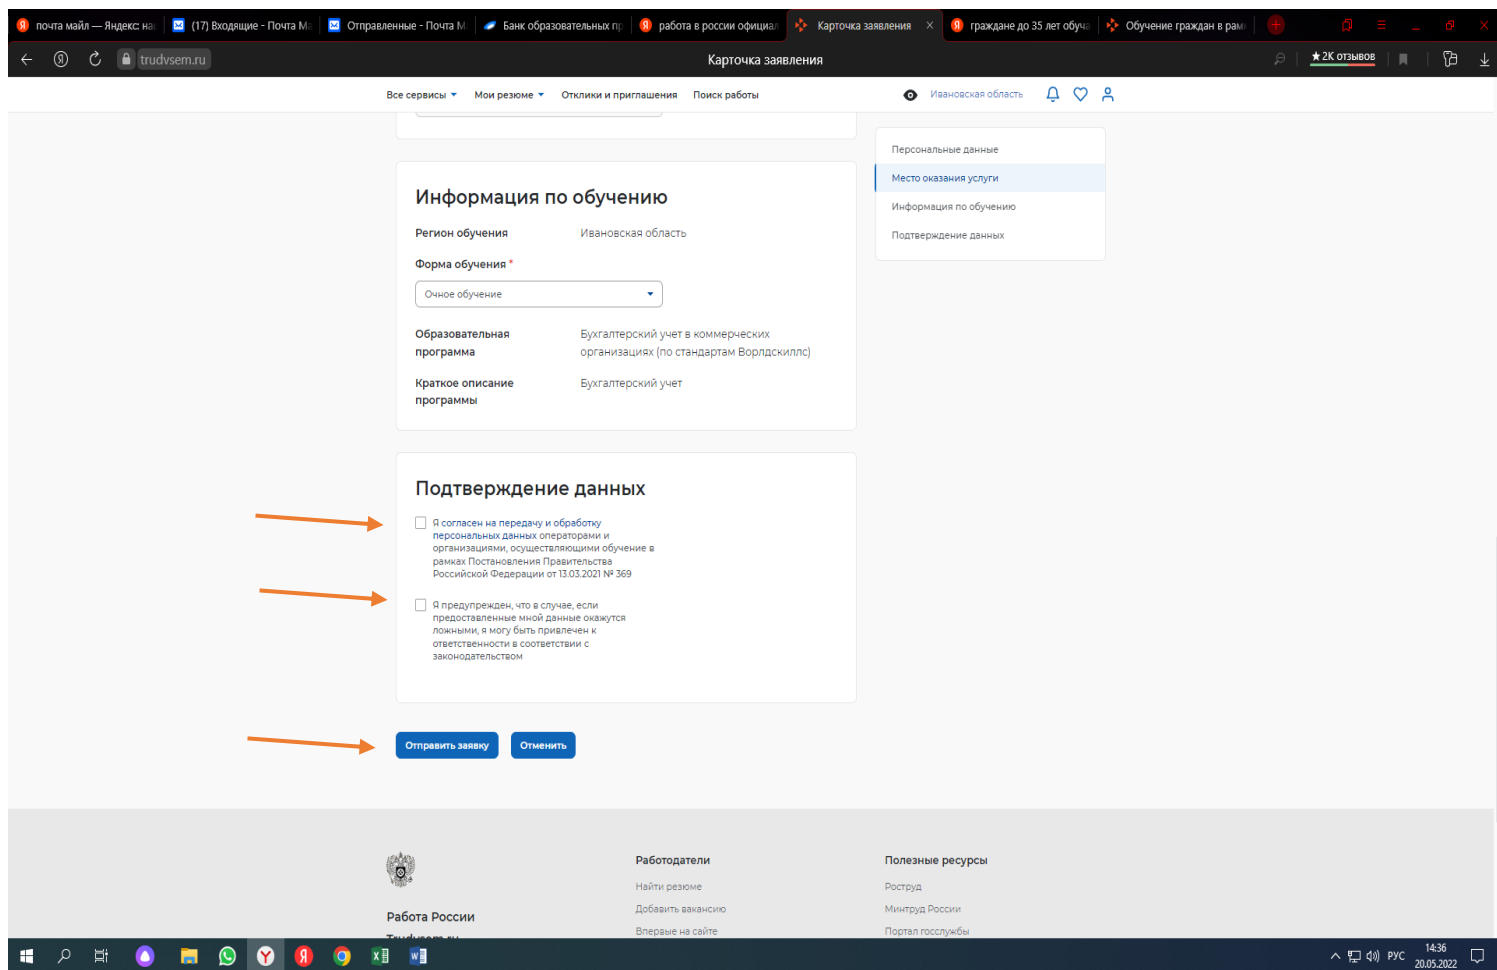 почта майл — Яндекс: на
(17) Входящие - Почта Ma
Отправленные - Почта M
Банк образовательных пр
работа в россии официал
Карточка заявления
граждане до 35 лет обуча
Обучение граждан в рам
trudvsem.ru
Карточка заявления
★2К отзывов
Все сервисы
Мои резюме
Отклики и приглашения
Поиск работы
Ивановская область
Персональные данные
Место оказания услуги
Информация по обучению
Подтверждение данных
Информация по обучению
Регион обучения
Ивановская область
Форма обучения *
Очное обучение
Образовательная
программа
Бухгалтерский учет в коммерческих
организациях (по стандартам Ворлдскиллс)
Краткое описание
программы
Бухгалтерский учет
Подтверждение данных
Я согласен на передачу и обработку
персональных данных операторами и
организациями, осуществляющими обучение в
рамках Постановления Правительства
Российской Федерации от 13.03.2021 № 369
Я предупрежден, что в случае, если
предоставленные мной данные окажутся
ложными, я могу быть привлечен к
ответственности в соответствии с
законодательством
Отправить заявку
Отменить
Работодатели
Полезные ресурсы
Найти резюме
Роструд
Добавить вакансию
Минтруд России
Работа России
Впервые на сайте
Портал госслужбы
Trudvsem.ru
РУС
14:36
20.05.2022